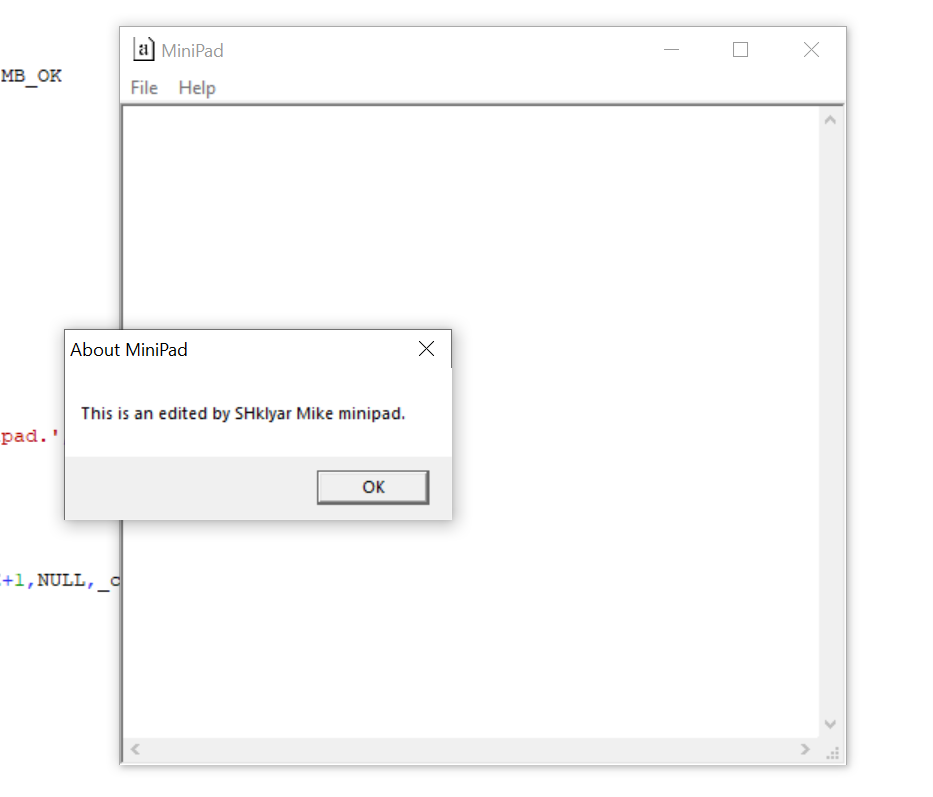 a MiniPad
MB_OK
File Help
About MiniPad
This is an edited by SHklyar Mike minipad.
pad.'
OK
+1,NULL,_c